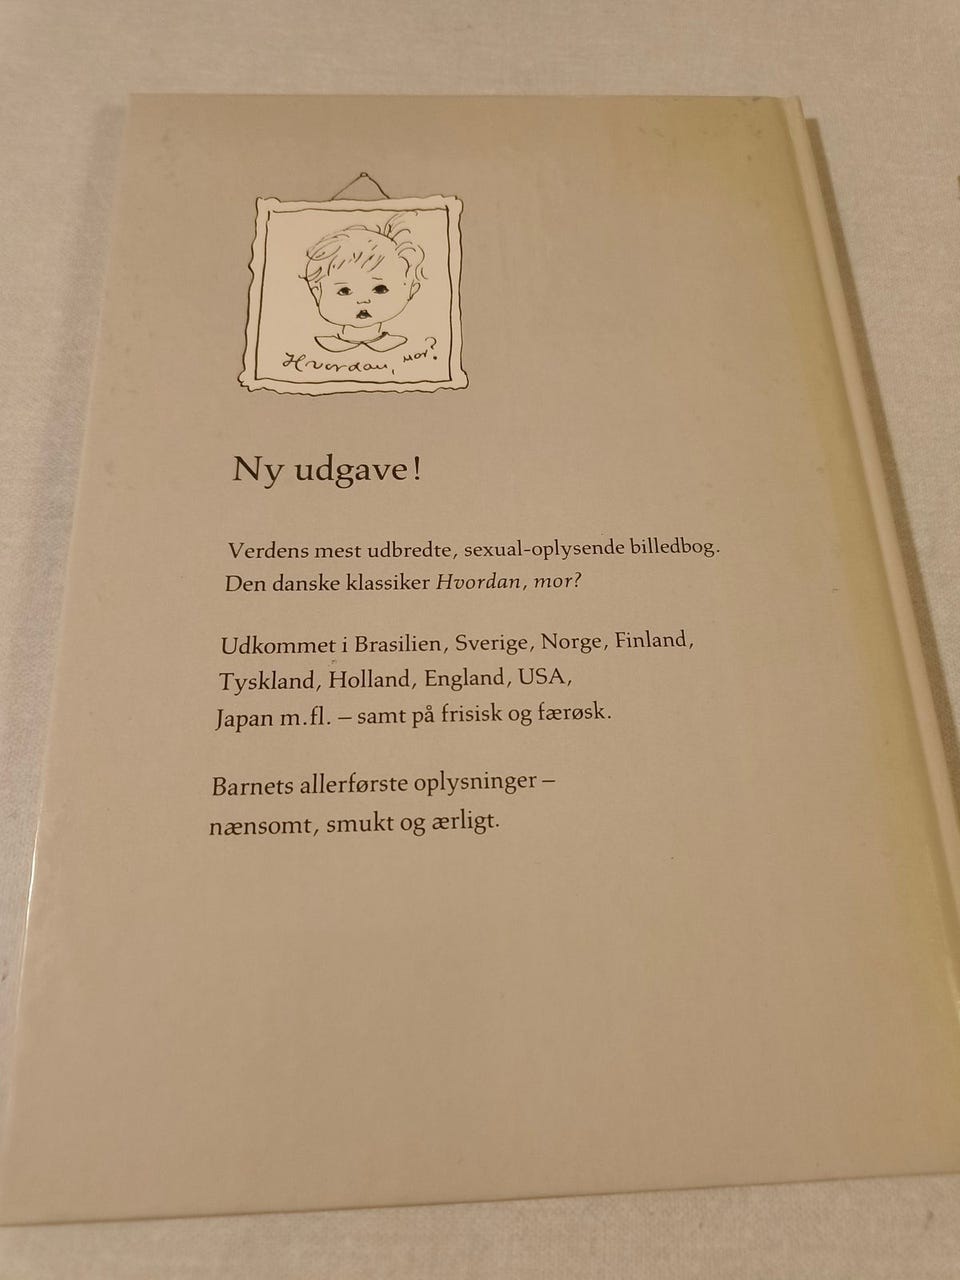 Hvordan, mor?
Ny udgave!
Verdens mest udbredte, sexual-oplysende billedbog.
Den danske klassiker Hvordan, mor?
Udkommet i Brasilien, Sverige, Norge, Finland,
Tyskland, Holland, England, USA,
Japan m.fl. – samt på frisisk og færøsk.
Barnets allerførste oplysninger –
nænsomt, smukt og ærligt.